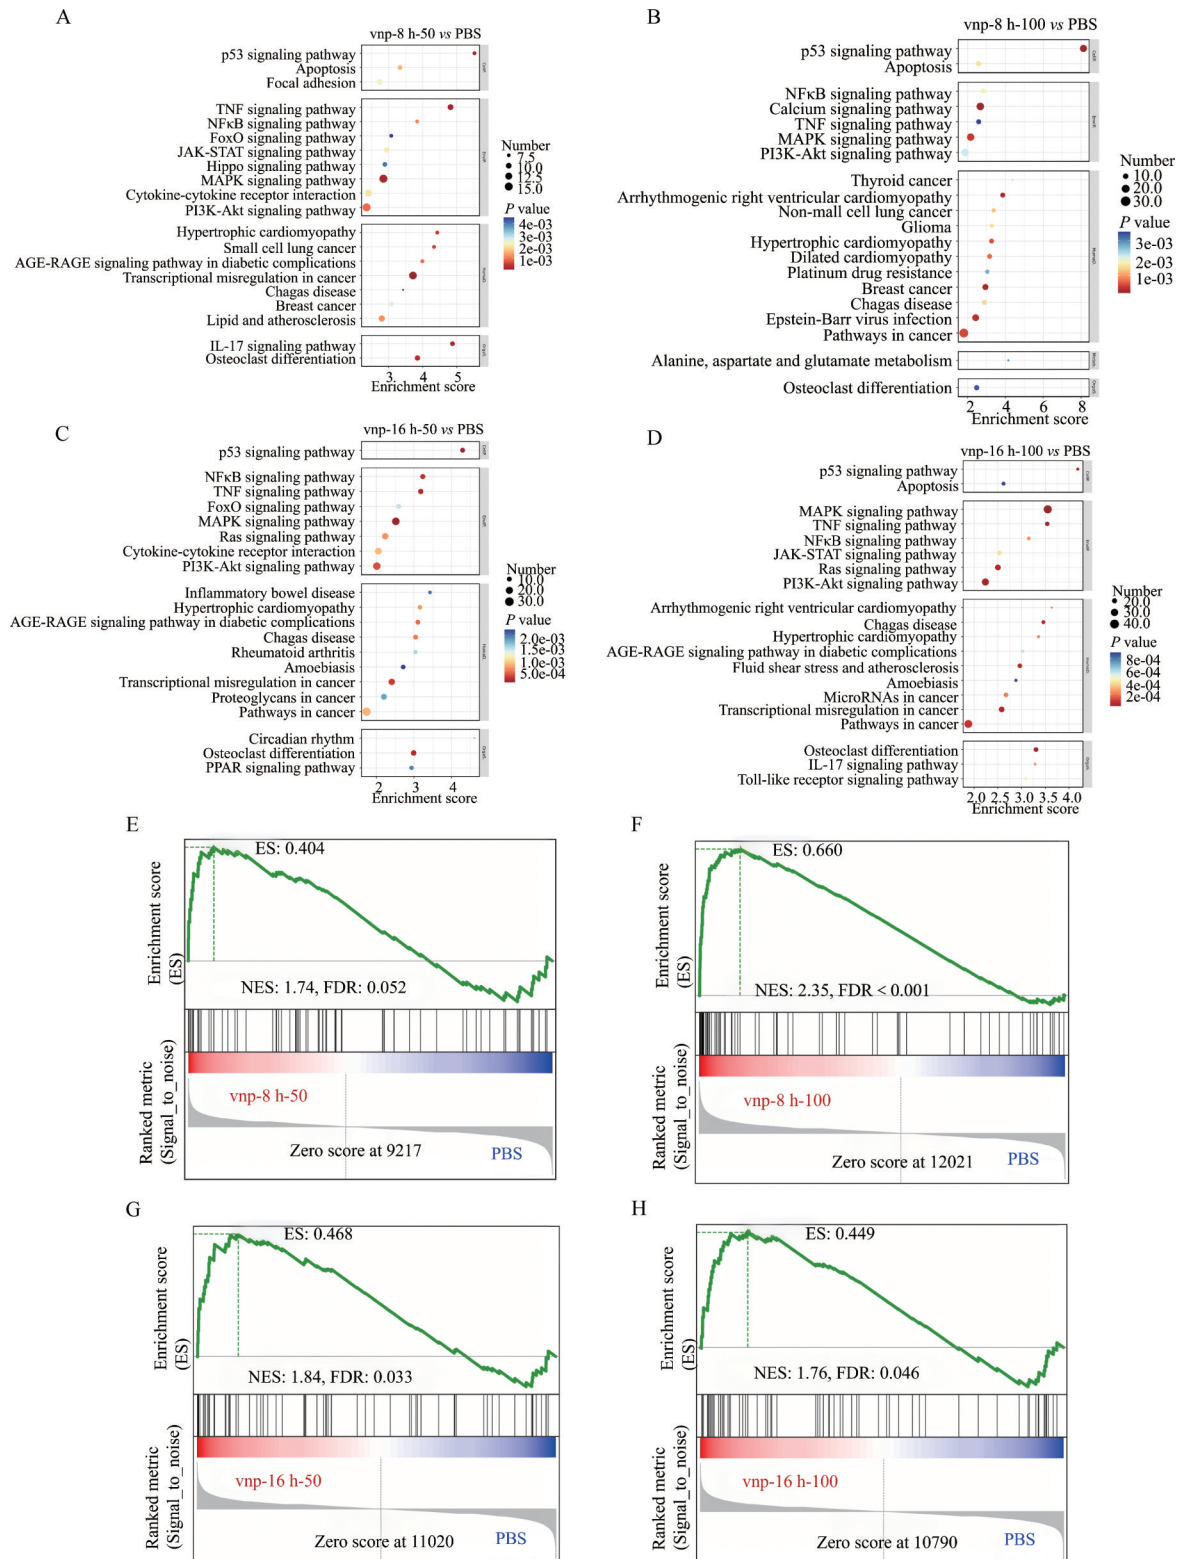 A
vnp-8 h-50 vs PBS
p53 signaling pathway
Apoptosis
Focal adhesion
TNF signaling pathway
NFκB signaling pathway
FoxO signaling pathway
JAK-STAT signaling pathway
Hippo signaling pathway
MAPK signaling pathway
Cytokine-cytokine receptor interaction
PI3K-Akt signaling pathway
Hypertrophic cardiomyopathy
Small cell lung cancer
AGE-RAGE signaling pathway in diabetic complications
Transcriptional misregulation in cancer
Chagas disease
Breast cancer
Lipid and atherosclerosis
IL-17 signaling pathway
Osteoclast differentiation
3 4 5
Enrichment score
Number
7.5
10.0
12.5
15.0
P value
4e-03
3e-03
2e-03
1e-03
B
vnp-8 h-100 vs PBS
p53 signaling pathway
Apoptosis
NFκB signaling pathway
Calcium signaling pathway
TNF signaling pathway
MAPK signaling pathway
PI3K-Akt signaling pathway
Thyroid cancer
Arrhythmogenic right ventricular cardiomyopathy
Non-mall cell lung cancer
Glioma
Hypertrophic cardiomyopathy
Dilated cardiomyopathy
Platinum drug resistance
Breast cancer
Chagas disease
Epstein-Barr virus infection
Pathways in cancer
Alanine, aspartate and glutamate metabolism
Osteoclast differentiation
2 4 6 8
Enrichment score
Number
10.0
20.0
30.0
P value
3e-03
2e-03
1e-03
C
vnp-16 h-50 vs PBS
p53 signaling pathway
NFκB signaling pathway
TNF signaling pathway
FoxO signaling pathway
MAPK signaling pathway
Ras signaling pathway
Cytokine-cytokine receptor interaction
PI3K-Akt signaling pathway
Inflammatory bowel disease
Hypertrophic cardiomyopathy
AGE-RAGE signaling pathway in diabetic complications
Chagas disease
Rheumatoid arthritis
Amoebiasis
Transcriptional misregulation in cancer
Proteoglycans in cancer
Pathways in cancer
Circadian rhythm
Osteoclast differentiation
PPAR signaling pathway
2 3 4
Enrichment score
Number
10.0
20.0
30.0
P value
2.0e-03
1.5e-03
1.0e-03
5.0e-04
D
vnp-16 h-100 vs PBS
p53 signaling pathway
Apoptosis
MAPK signaling pathway
TNF signaling pathway
NFκB signaling pathway
JAK-STAT signaling pathway
Ras signaling pathway
PI3K-Akt signaling pathway
Arrhythmogenic right ventricular cardiomyopathy
Chagas disease
Hypertrophic cardiomyopathy
AGE-RAGE signaling pathway in diabetic complications
Fluid shear stress and atherosclerosis
Amoebiasis
MicroRNAs in cancer
Transcriptional misregulation in cancer
Pathways in cancer
Osteoclast differentiation
IL-17 signaling pathway
Toll-like receptor signaling pathway
2.0 2.5 3.0 3.5 4.0
Enrichment score
Number
20.0
30.0
40.0
P value
8e-04
6e-04
4e-04
2e-04
E
ES: 0.404
Enrichment score
(ES)
NES: 1.74, FDR: 0.052
Ranked metric
(Signal_to_noise)
vnp-8 h-50
Zero score at 9217
PBS
F
ES: 0.660
Enrichment score
(ES)
NES: 2.35, FDR < 0.001
Ranked metric
(Signal_to_noise)
vnp-8 h-100
Zero score at 12021
PBS
G
ES: 0.468
Enrichment score
(ES)
NES: 1.84, FDR: 0.033
Ranked metric
(Signal_to_noise)
vnp-16 h-50
Zero score at 11020
PBS
H
ES: 0.449
Enrichment score
(ES)
NES: 1.76, FDR: 0.046
Ranked metric
(Signal_to_noise)
vnp-16 h-100
Zero score at 10790
PBS